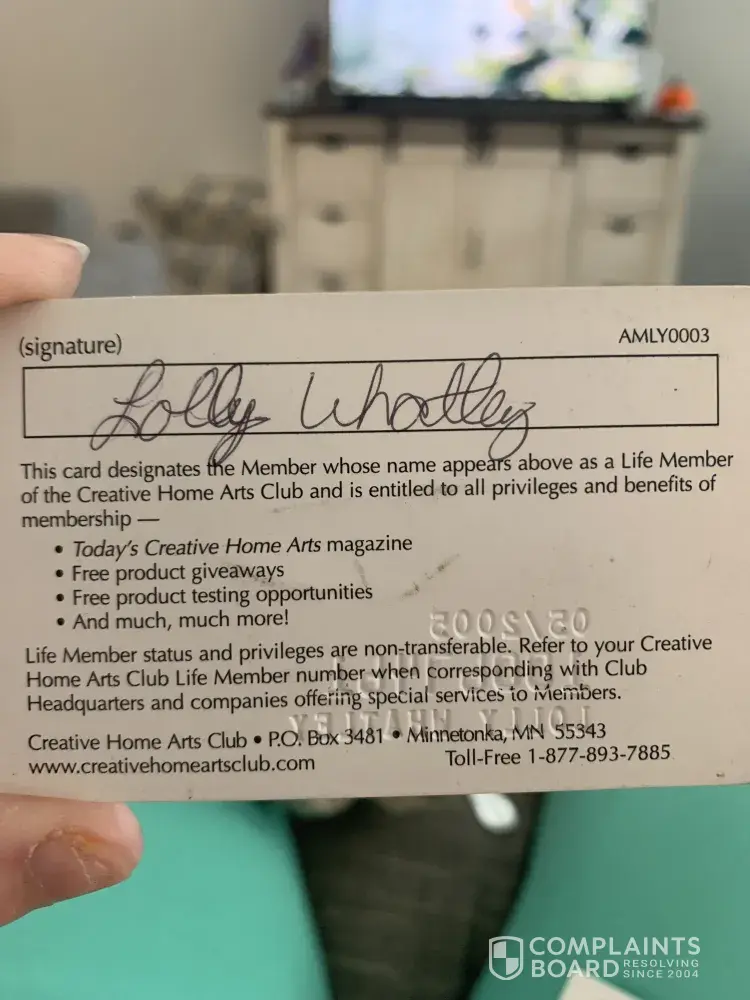 (signature)
AMLY0003
Lolly Whatley
This card designates the Member whose name appears above as a Life Member
of the Creative Home Arts Club and is entitled to all privileges and benefits of
membership —
• Today's Creative Home Arts magazine
• Free product giveaways
• Free product testing opportunities
• And much, much more!
05/2005
Life Member status and privileges are non-transferable. Refer to your Creative
Home Arts Club Life Member number when corresponding with Club
Headquarters and companies offering special services to Members.
LOLLY WHATLEY
Creative Home Arts Club • P.O. Box 3481 • Minnetonka, MN 55343
www.creativehomeartsclub.com
Toll-Free 1-877-893-7885
COMPLAINTS
BOARD RESOLVING
SINCE 2004